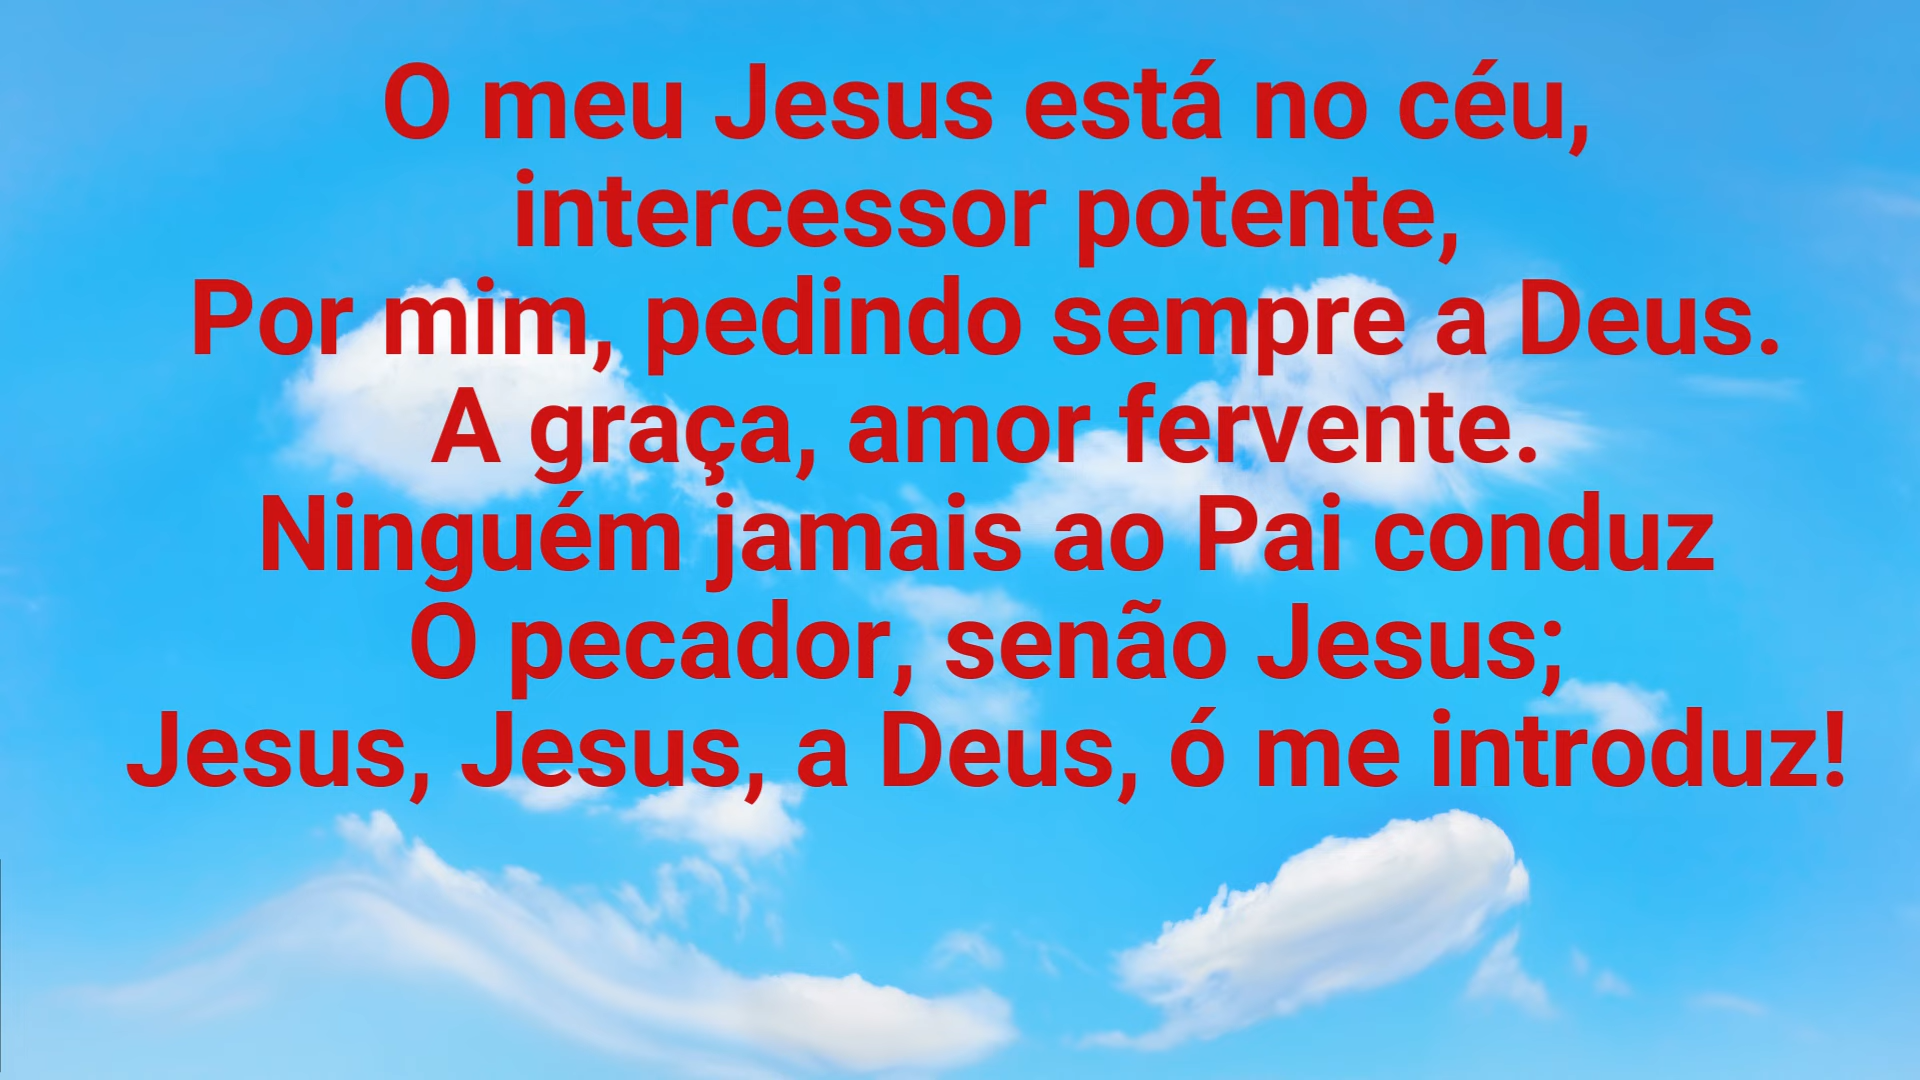 O meu Jesus está no céu,
intercessor potente,
Por mim, pedindo sempre a Deus.
A graça, amor fervente.
Ninguém jamais ao Pai conduz
O pecador, senão Jesus;
Jesus, Jesus, a Deus, ó me introduz!